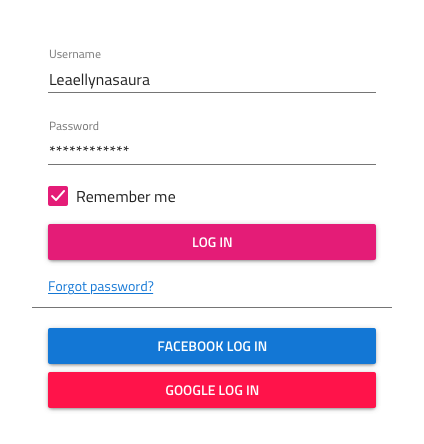 Username
Leaellynasaura
Password
************
Remember me
LOG IN
Forgot password?
FACEBOOK LOG IN
GOOGLE LOG IN